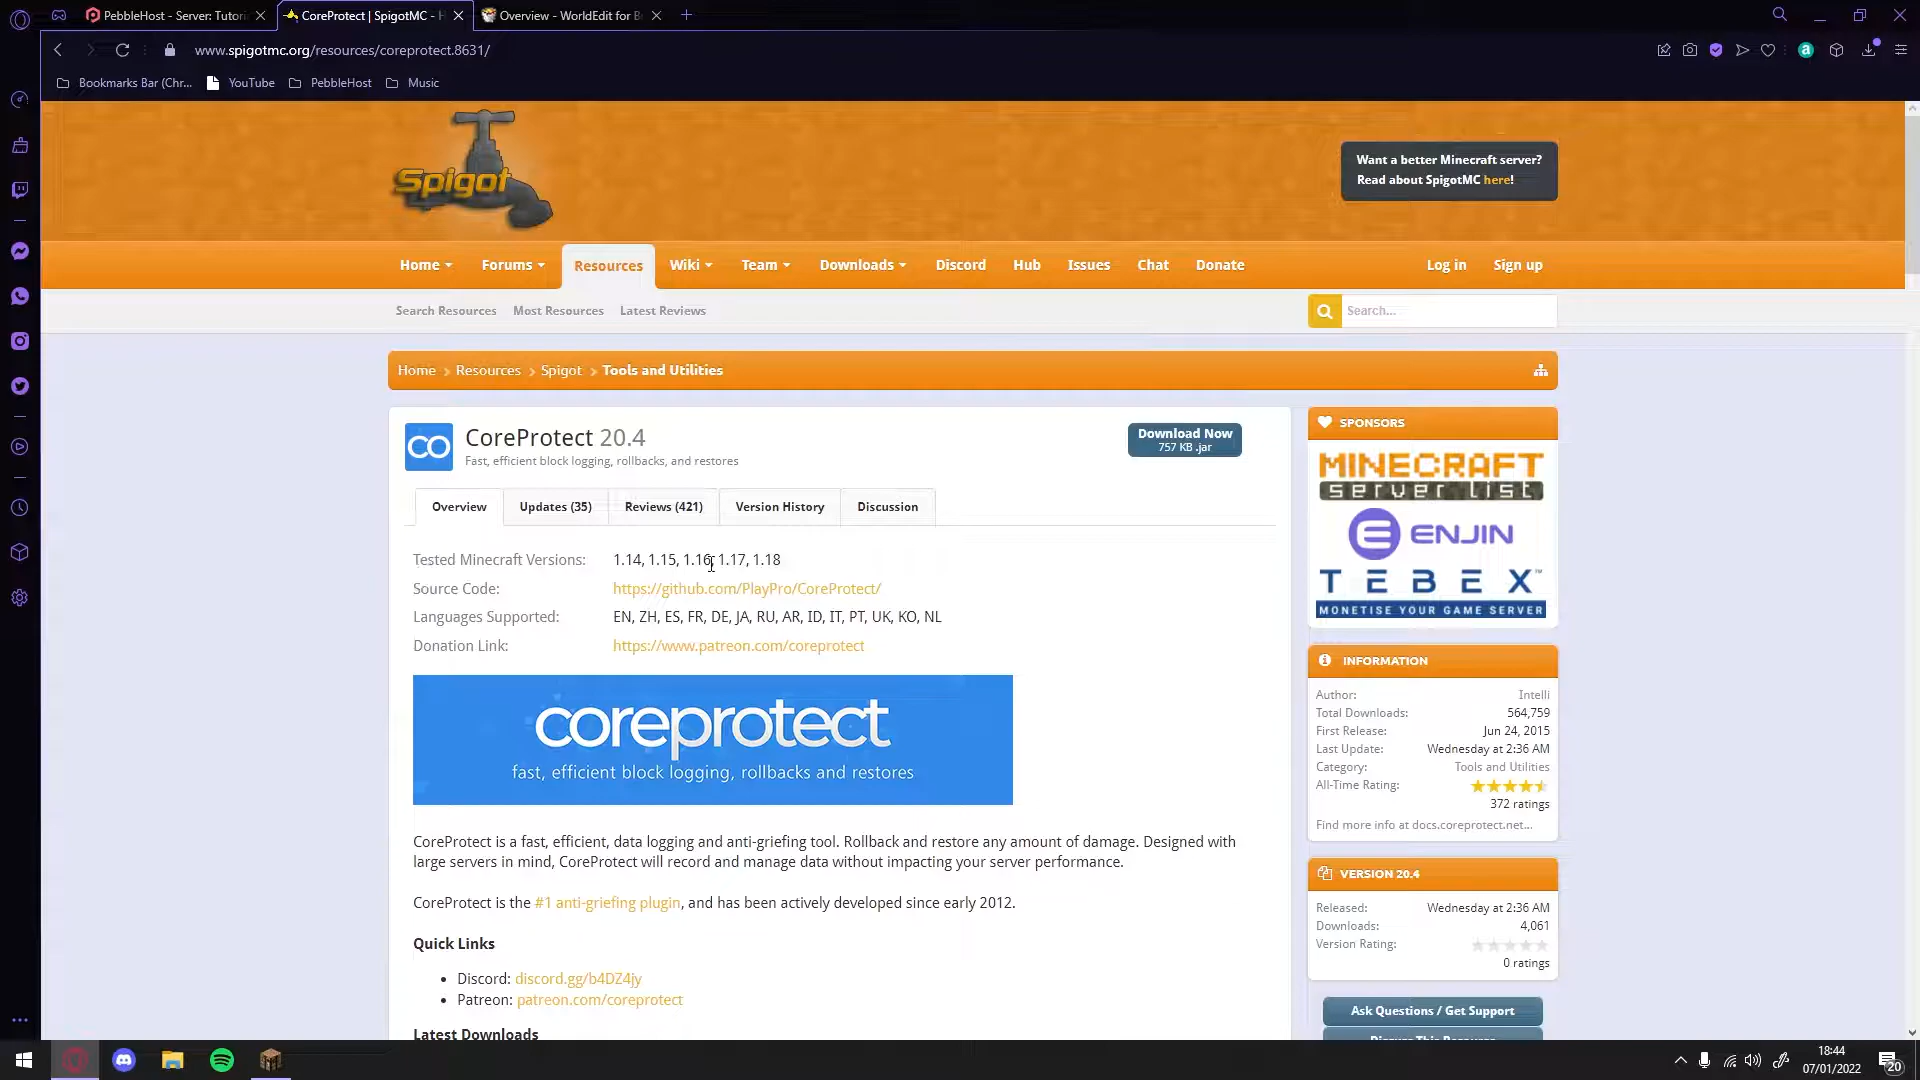 PebbleHost - Server: Tutori
CoreProtect | SpigotMC - H
Overview - WorldEdit for B
www.spigotmc.org/resources/coreprotect.8631/
Bookmarks Bar (Chr...
YouTube
PebbleHost
Music
Spigot
Want a better Minecraft server?
Read about SpigotMC here!
Home
Forums
Resources
Wiki
Team
Downloads
Discord
Hub
Issues
Chat
Donate
Log in
Sign up
Search Resources
Most Resources
Latest Reviews
Search...
Home
Resources
Spigot
Tools and Utilities
CO
CoreProtect 20.4
Fast, efficient block logging, rollbacks, and restores
Download Now
757 KB .jar
Overview
Updates (35)
Reviews (421)
Version History
Discussion
Tested Minecraft Versions: 1.14, 1.15, 1.16, 1.17, 1.18
Source Code: https://github.com/PlayPro/CoreProtect/
Languages Supported: EN, ZH, ES, FR, DE, JA, RU, AR, ID, IT, PT, UK, KO, NL
Donation Link: https://www.patreon.com/coreprotect
coreprotect
fast, efficient block logging, rollbacks and restores
CoreProtect is a fast, efficient, data logging and anti-griefing tool. Rollback and restore any amount of damage. Designed with
large servers in mind, CoreProtect will record and manage data without impacting your server performance.
CoreProtect is the #1 anti-griefing plugin, and has been actively developed since early 2012.
Quick Links
• Discord: discord.gg/b4DZ4jy
• Patreon: patreon.com/coreprotect
Latest Downloads
SPONSORS
MINECRAFT
server list
ENJIN
TEBEX
MONETISE YOUR GAME SERVER
INFORMATION
Author: Intelli
Total Downloads: 564,759
First Release: Jun 24, 2015
Last Update: Wednesday at 2:36 AM
Category: Tools and Utilities
All-Time Rating:
372 ratings
Find more info at docs.coreprotect.net...
VERSION 20.4
Released: Wednesday at 2:36 AM
Downloads: 4,061
Version Rating:
0 ratings
Ask Questions / Get Support
Discuss This Resource
18:44
07/01/2022
20